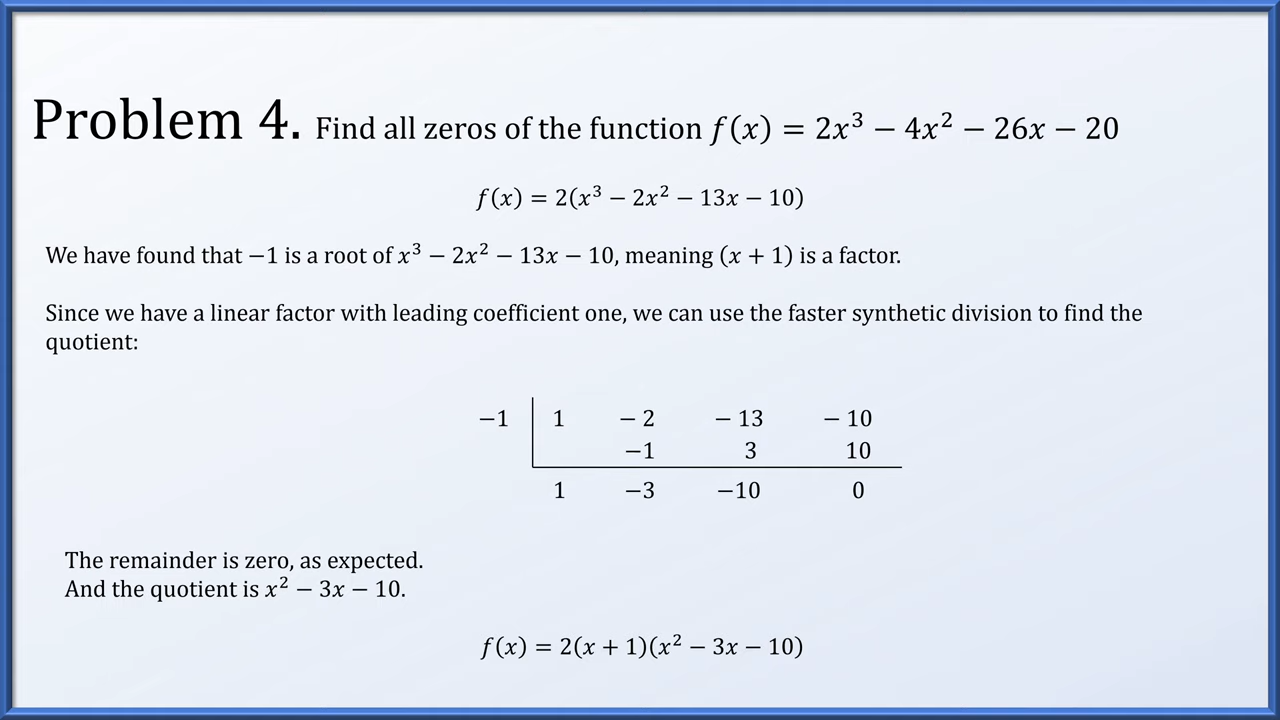 Problem 4. Find all zeros of the function f(x) = 2x³ − 4x² − 26x − 20
f(x) = 2(x³ − 2x² − 13x − 10)
We have found that −1 is a root of x³ − 2x² − 13x − 10, meaning (x + 1) is a factor.
Since we have a linear factor with leading coefficient one, we can use the faster synthetic division to find the
quotient:
−1 1 − 2 − 13 − 10
−1 3 10
1 −3 −10 0
The remainder is zero, as expected.
And the quotient is x² − 3x − 10.
f(x) = 2(x + 1)(x² − 3x − 10)